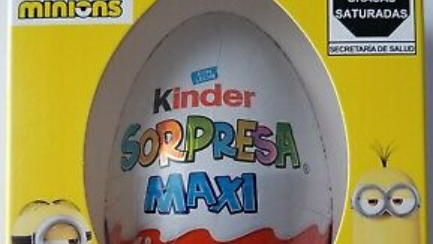 minions
GRASAS
SATURADAS
SECRETARÍA DE SALUD
Kinder
SORPRESA
MAXI